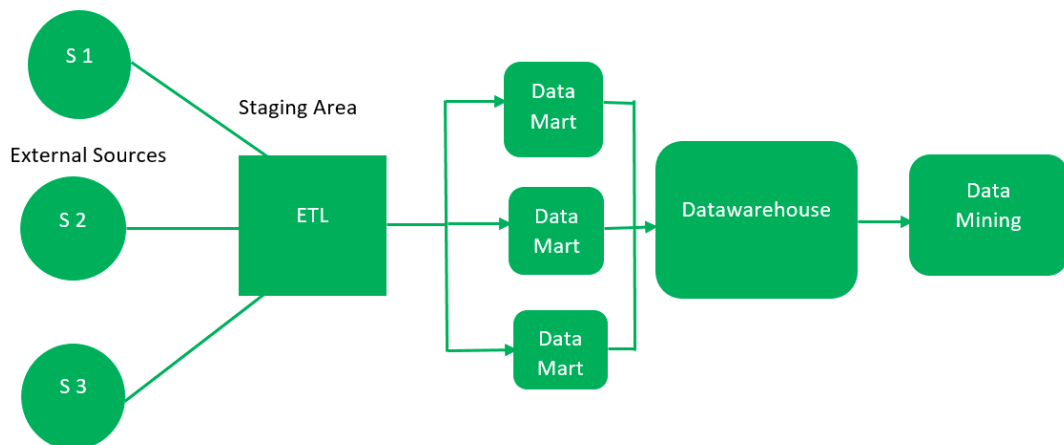 S 1
Staging Area
External Sources
S 2
S 3
ETL
Data
Mart
Data
Mart
Data
Mart
Datawarehouse
Data
Mining